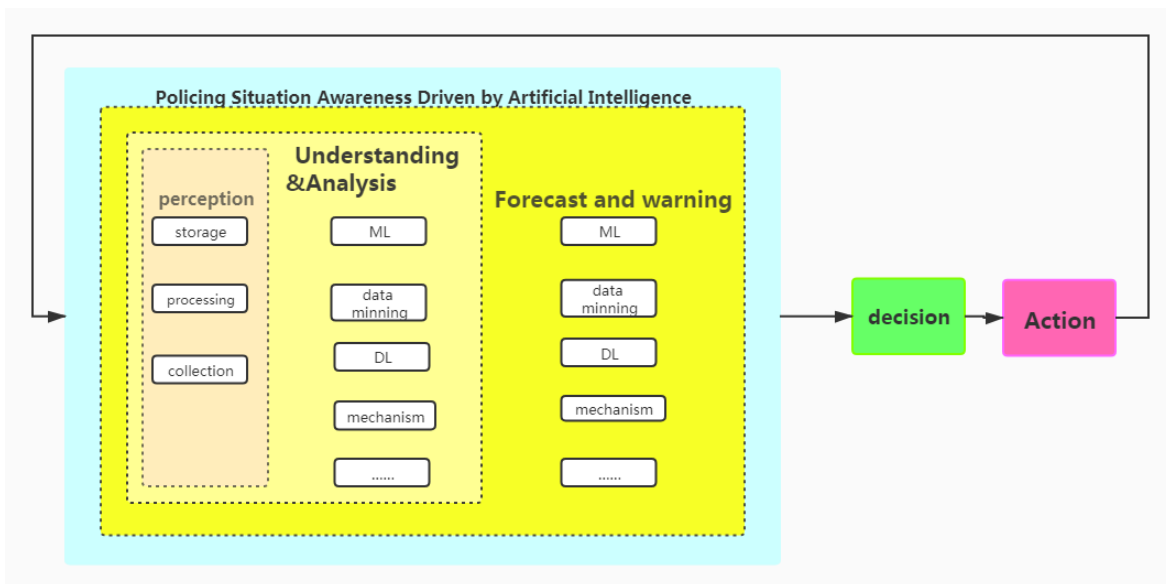 Policing Situation Awareness Driven by Artificial Intelligence
perception
storage
processing
collection
Understanding
&Analysis
ML
data
minning
DL
mechanism
......
Forecast and warning
ML
data
minning
DL
mechanism
......
decision
Action